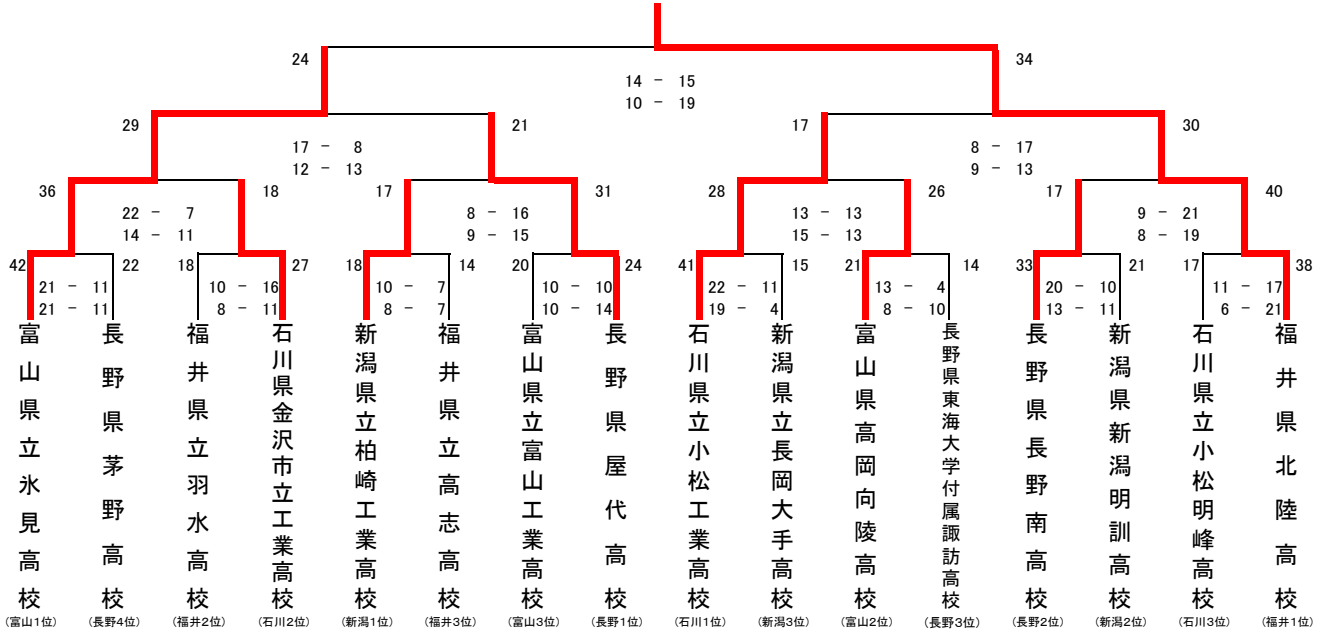 24 34
14 - 15
10 - 19
29 21 17 30
17 - 8 8 - 17
12 - 13 9 - 13
36 18 17 31 28 26 17 40
22 - 7 8 - 16 13 - 13 9 - 21
14 - 11 9 - 15 15 - 13 8 - 19
42 22 18 27 18 14 20 24 41 15 21 14 33 21 17 38
21 - 11 10 - 16 10 - 7 10 - 10 22 - 11 13 - 4 20 - 10 11 - 17
21 - 11 8 - 11 8 - 7 10 - 14 19 - 4 8 - 10 13 - 11 6 - 21
富山県立氷見高校
長野県茅野高校
福井県立羽水高校
石川県金沢市立工業高校
新潟県立柏崎工業高校
福井県立高志高校
富山県立富山工業高校
長野県屋代高校
石川県立小松工業高校
新潟県立長岡大手高校
富山県高岡向陵高校
長野県東海大学付属諏訪高校
長野県長野南高校
新潟県新潟明訓高校
石川県立小松明峰高校
福井県北陸高校
(富山1位) (長野4位) (福井2位) (石川2位) (新潟1位) (福井3位) (富山3位) (長野1位) (石川1位) (新潟3位) (富山2位) (長野3位) (長野2位) (新潟2位) (石川3位) (福井1位)